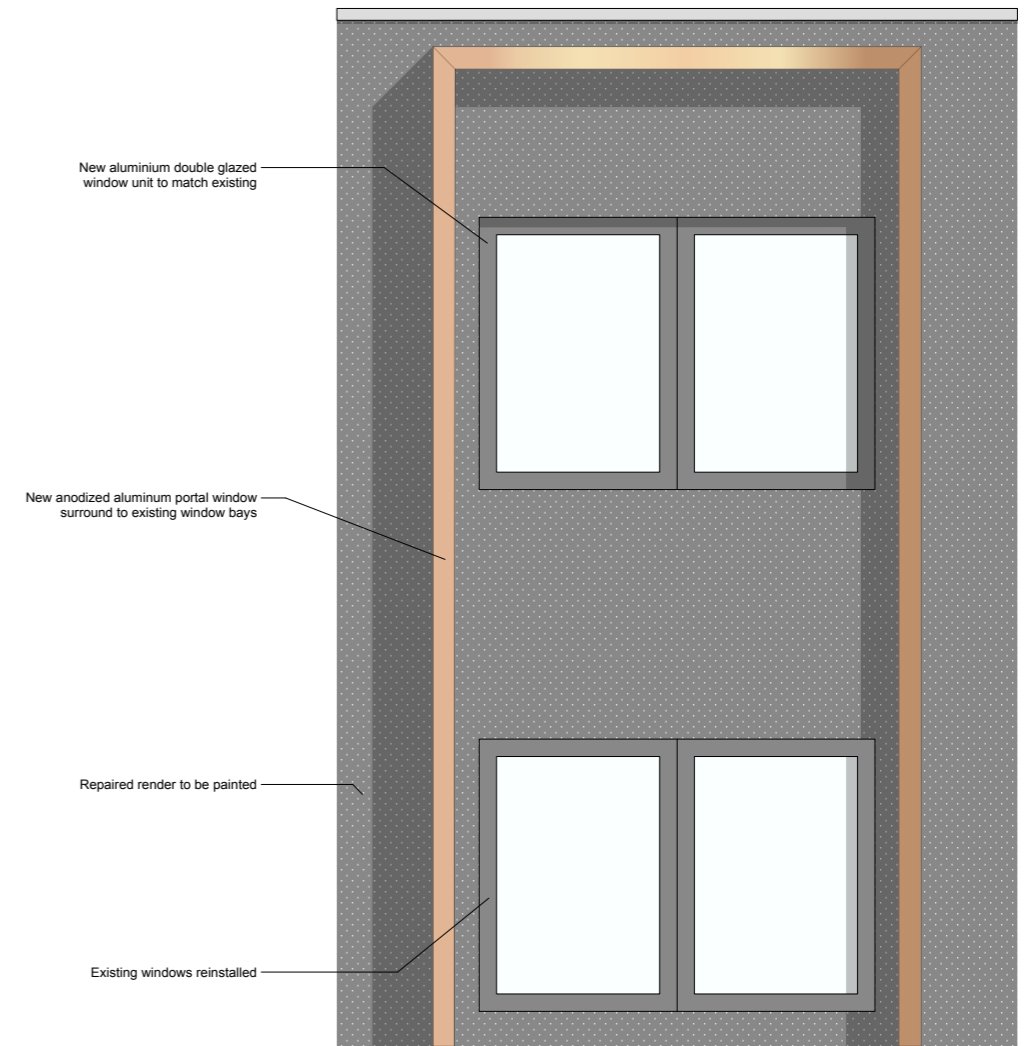 New aluminium double glazed
window unit to match existing
New anodized aluminum portal window
surround to existing window bays
Repaired render to be painted
Existing windows reinstalled